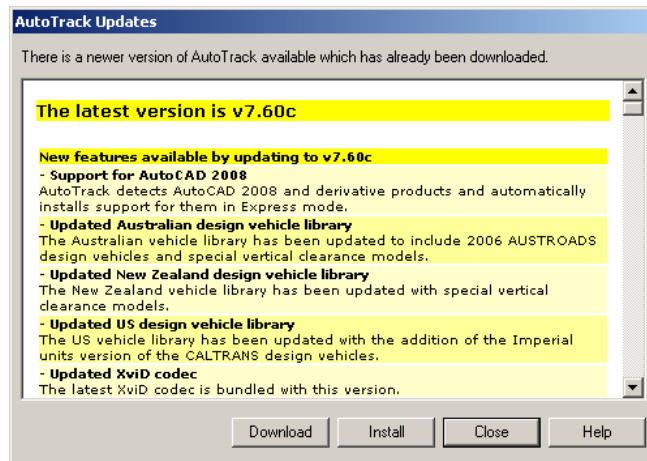 AutoTrack Updates
There is a newer version of AutoTrack available which has already been downloaded.
The latest version is v7.60c
New features available by updating to v7.60c
- Support for AutoCAD 2008
AutoTrack detects AutoCAD 2008 and derivative products and automatically
installs support for them in Express mode.
- Updated Australian design vehicle library
The Australian vehicle library has been updated to include 2006 AUSTROADS
design vehicles and special vertical clearance models.
- Updated New Zealand design vehicle library
The New Zealand vehicle library has been updated with special vertical
clearance models.
- Updated US design vehicle library
The US vehicle library has been updated with the addition of the Imperial
units version of the CALTRANS design vehicles.
- Updated XviD codec
The latest XviD codec is bundled with this version.
Download Install Close Help